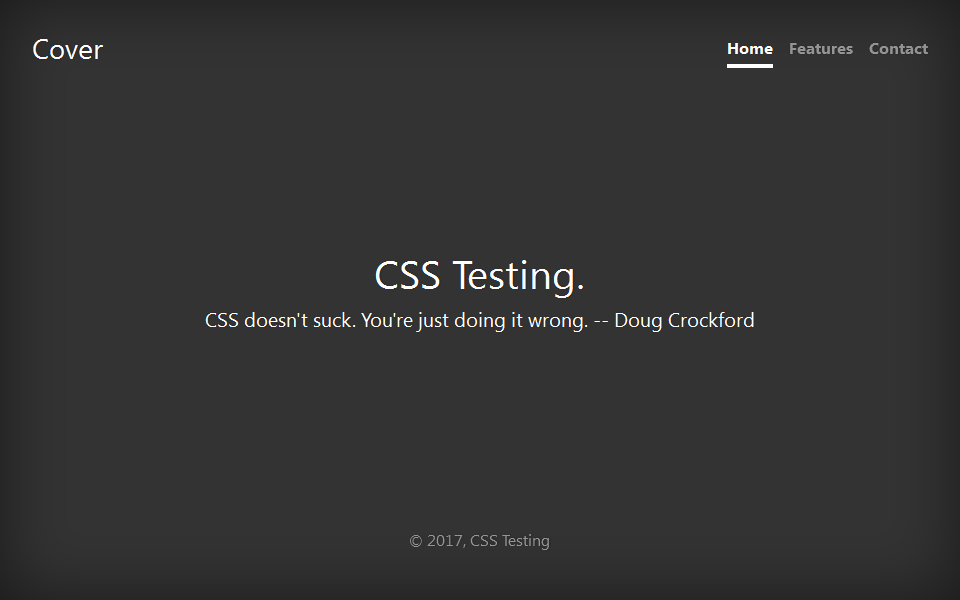 Cover
Home Features Contact
CSS Testing.
CSS doesn't suck. You're just doing it wrong. -- Doug Crockford
© 2017, CSS Testing